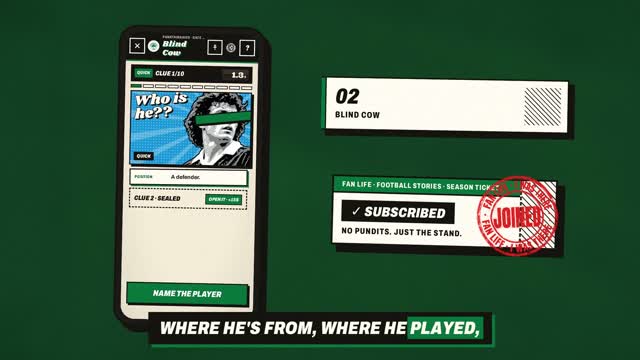 Blind
Cow
?
QUICK CLUE 1/10
Who is
he??
QUICK
POSITION A defender.
CLUE 2 · SEALED
NAME THE PLAYER
02
BLIND COW
FAN LIFE · FOOTBALL STORIES · SEASON TICKET
✓ SUBSCRIBED
NO PUNDITS. JUST THE STAND.
JOINED
WHERE HE'S FROM, WHERE HE PLAYED,